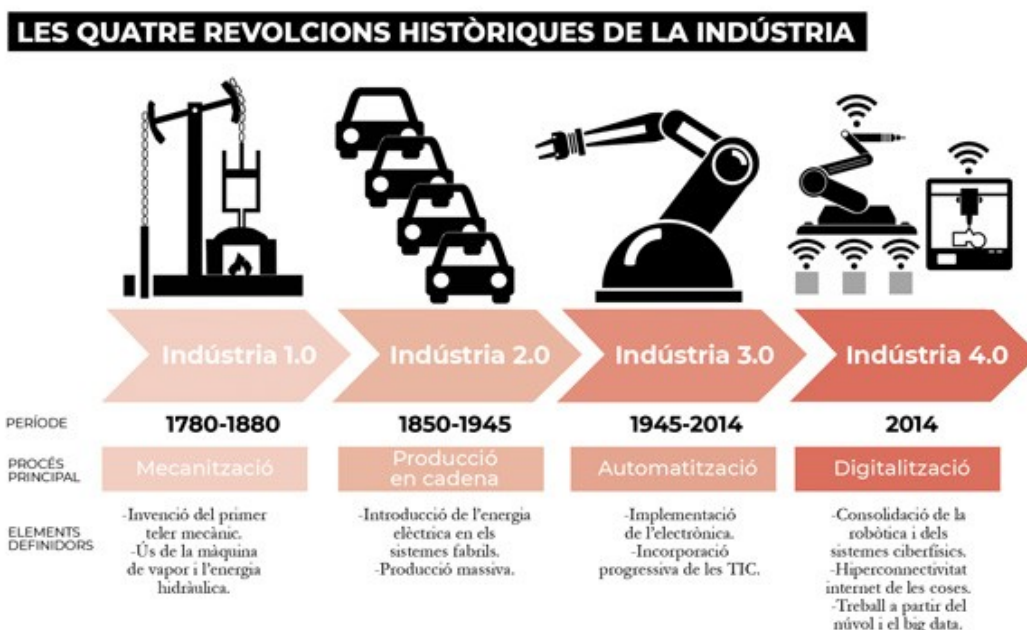 LES QUATRE REVOLCIONS HISTÒRIQUES DE LA INDÚSTRIA
Indústria 1.0
Indústria 2.0
Indústria 3.0
Indústria 4.0
PERÍODE
1780-1880
1850-1945
1945-2014
2014
PROCÉS
PRINCIPAL
Mecanització
Producció
en cadena
Automatització
Digitalització
ELEMENTS
DEFINIDORS
-Invenció del primer
teler mecànic.
-Ús de la màquina
de vapor i l'energia
hidràulica.
-Introducció de l'energia
elèctrica en els
sistemes fabrils.
-Producció massiva.
-Implementació
de l'electrònica.
-Incorporació
progressiva de les TIC.
-Consolidació de la
robòtica i dels
sistemes ciberfísics.
-Hiperconnectivitat
internet de les coses.
-Treball a partir del
núvol i el big data.